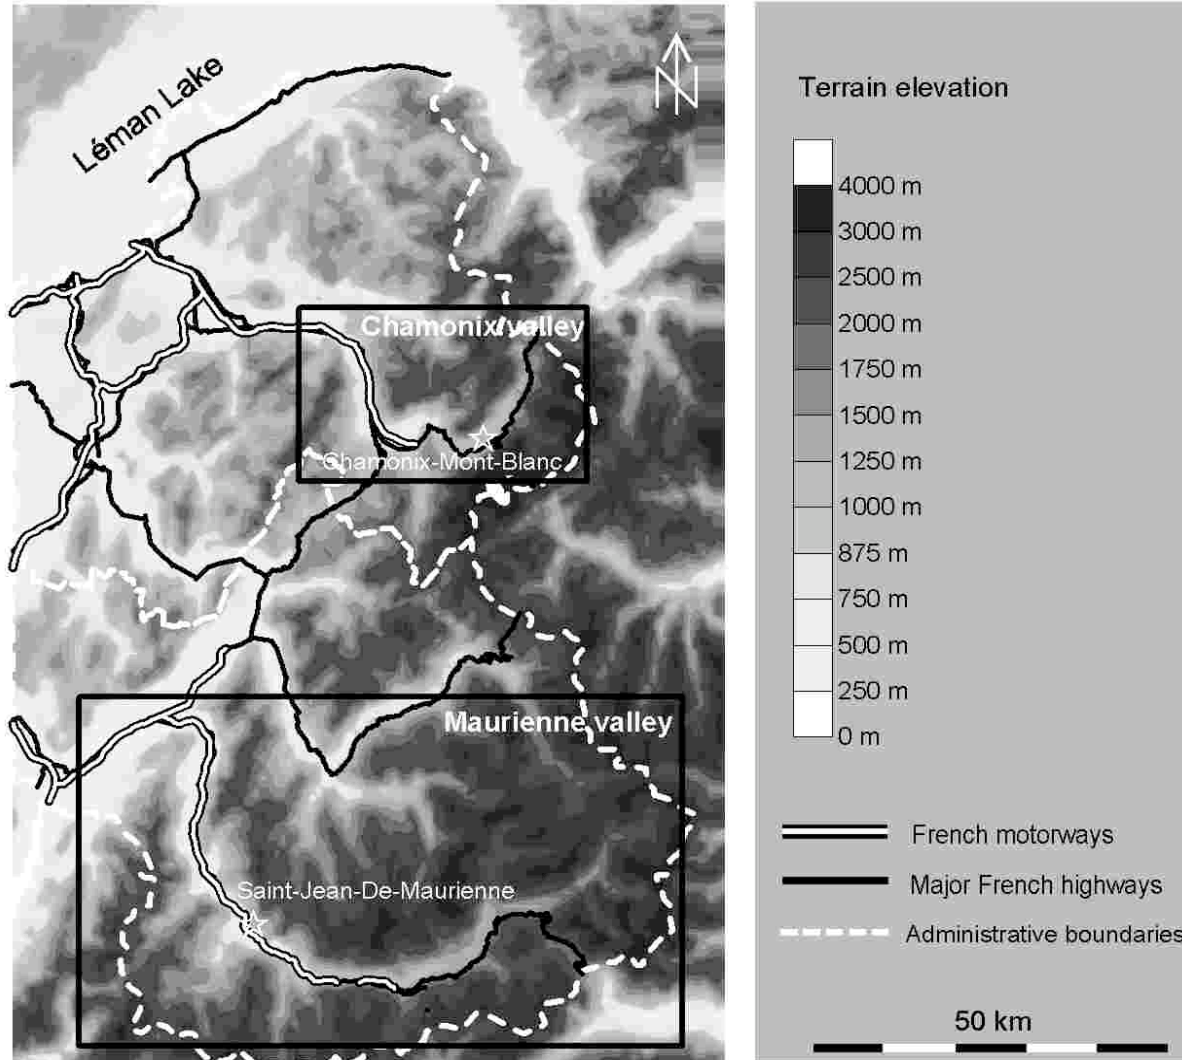 Léman Lake
N
Chamonix valley
Chamonix-Mont-Blanc
Maurienne valley
Saint-Jean-De-Maurienne
Terrain elevation
4000 m
3000 m
2500 m
2000 m
1750 m
1500 m
1250 m
1000 m
875 m
750 m
500 m
250 m
0 m
French motorways
Major French highways
Administrative boundaries
50 km